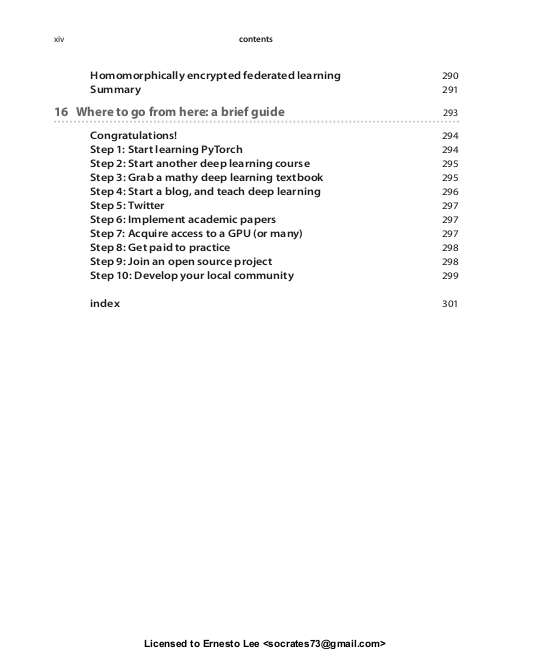 xiv contents
Homomorphically encrypted federated learning 290
Summary 291
16 Where to go from here: a brief guide 293
Congratulations! 294
Step 1: Start learning PyTorch 294
Step 2: Start another deep learning course 295
Step 3: Grab a mathy deep learning textbook 295
Step 4: Start a blog, and teach deep learning 296
Step 5: Twitter 297
Step 6: Implement academic papers 297
Step 7: Acquire access to a GPU (or many) 297
Step 8: Get paid to practice 298
Step 9: Join an open source project 298
Step 10: Develop your local community 299
index 301
Licensed to Ernesto Lee <socrates73@gmail.com>